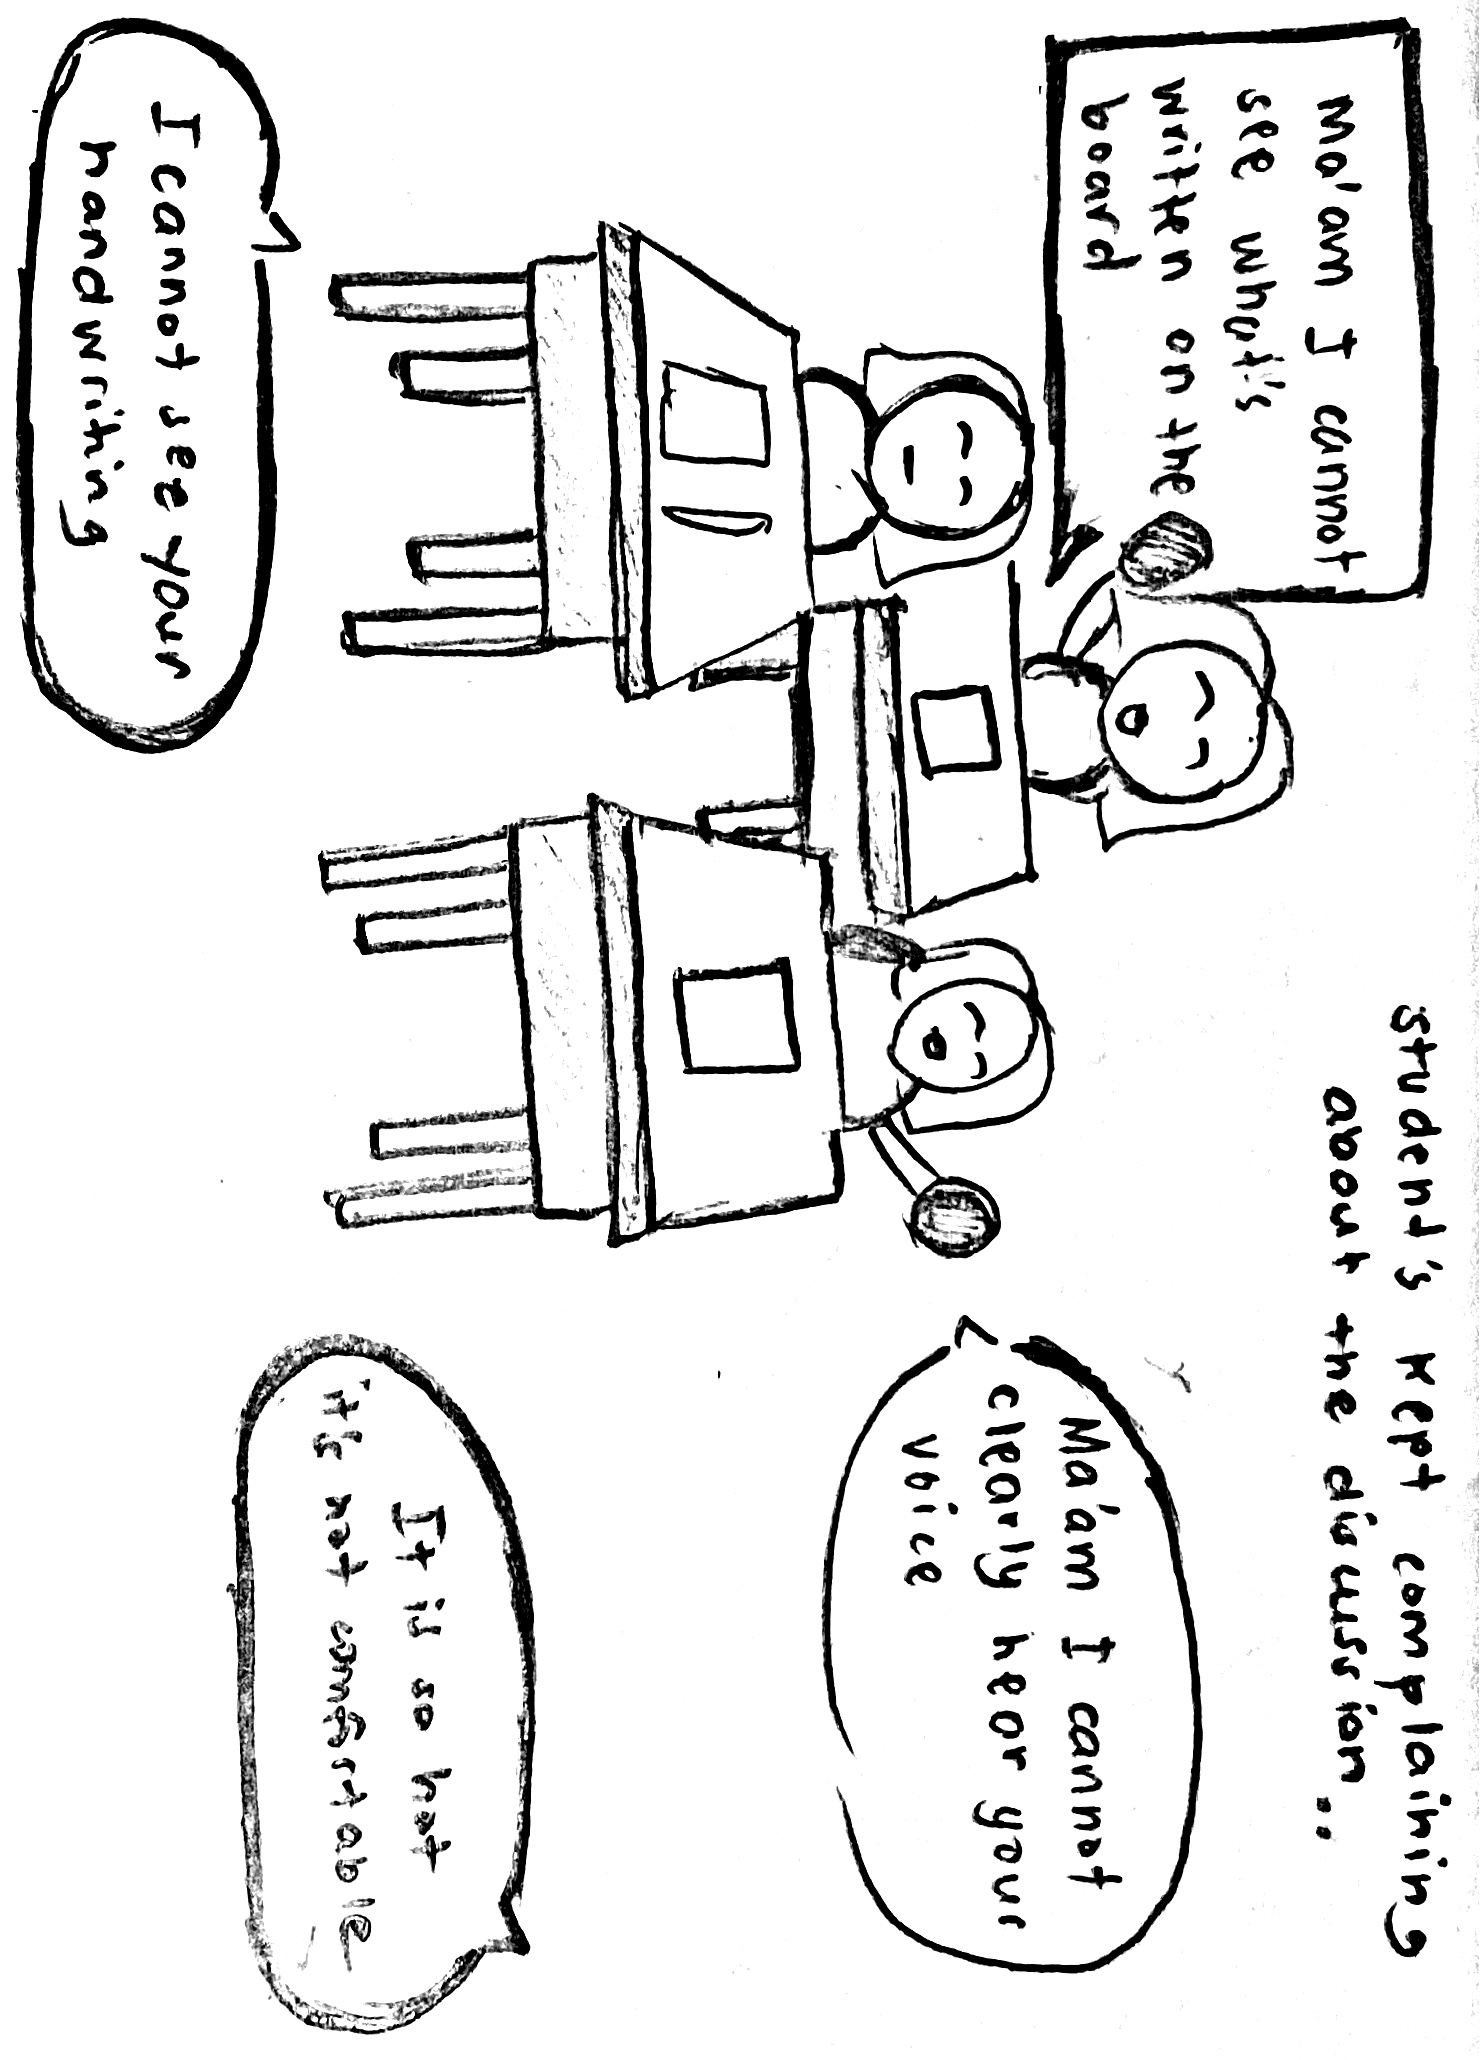 student's kept complaining
about the discussion..
Ma'am I cannot
see what's
written on the
board
Ma'am I cannot
clearly hear your
voice
It is so hot
it's not comfortable
I cannot see your
handwriting